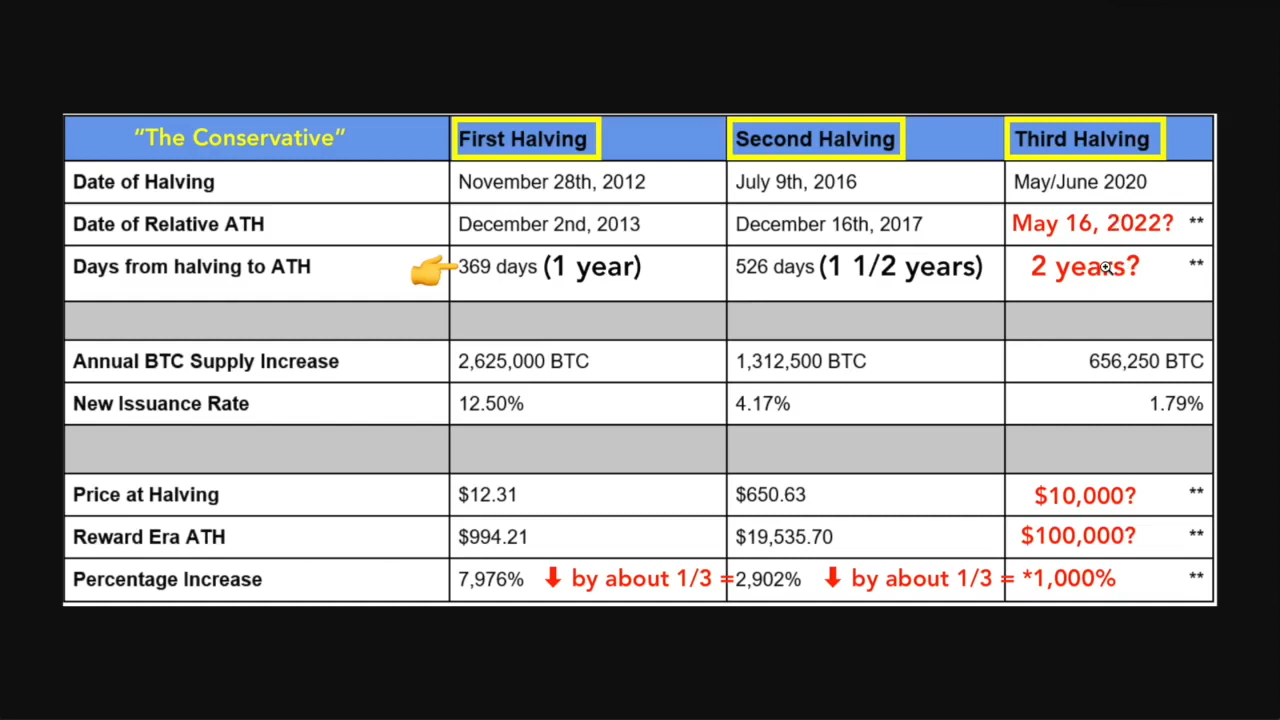 “The Conservative” First Halving Second Halving Third Halving
Date of Halving November 28th, 2012 July 9th, 2016 May/June 2020
Date of Relative ATH December 2nd, 2013 December 16th, 2017 May 16, 2022? **
Days from halving to ATH 369 days (1 year) 526 days (1 1/2 years) 2 years? **
Annual BTC Supply Increase 2,625,000 BTC 1,312,500 BTC 656,250 BTC
New Issuance Rate 12.50% 4.17% 1.79%
Price at Halving $12.31 $650.63 $10,000? **
Reward Era ATH $994.21 $19,535.70 $100,000? **
Percentage Increase 7,976% ⬇ by about 1/3 = 2,902% ⬇ by about 1/3 = *1,000% **